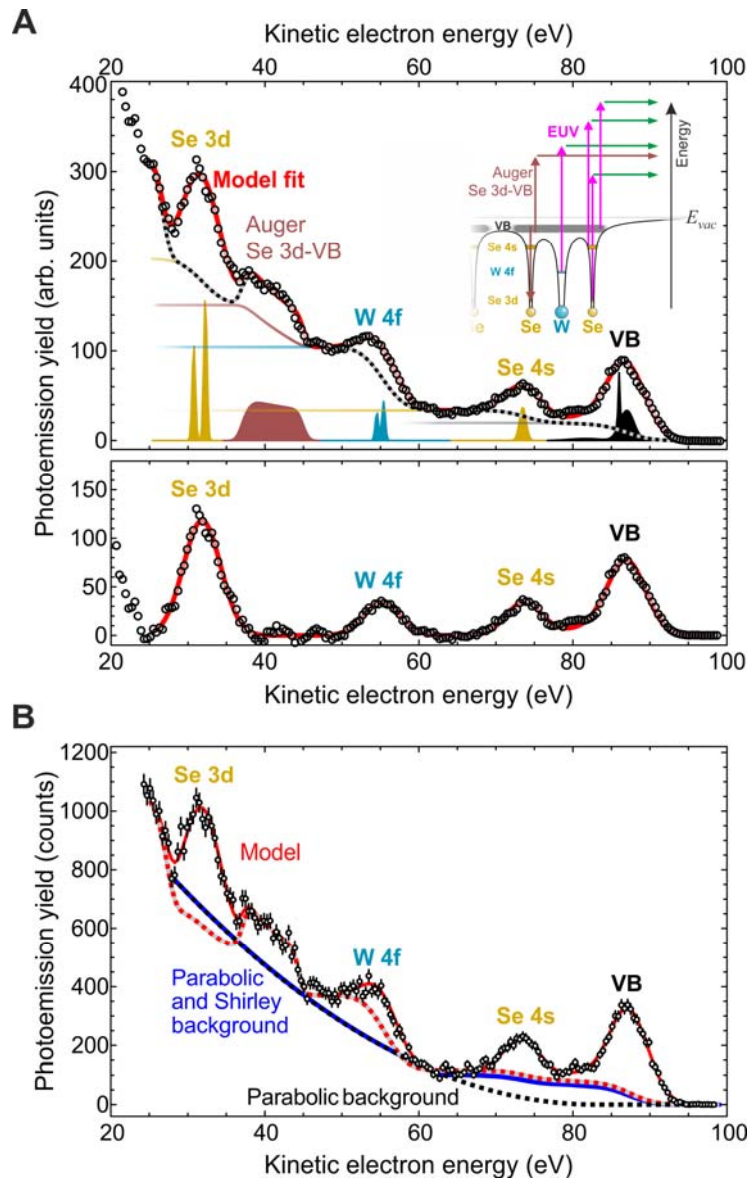 A
Kinetic electron energy (eV)
20 40 60 80 100
400
300
200
100
0
Photoemission yield (arb. units)
Se 3d
Model fit
Auger
Se 3d-VB
W 4f
Se 4s
VB
EUV
Auger
Se 3d-VB
Energy
E_vac
VB
Se 4s
W 4f
Se 3d
Se Se W Se
150
100
50
0
Se 3d
W 4f
Se 4s
VB
20 40 60 80 100
Kinetic electron energy (eV)
B
1200
1000
800
600
400
200
0
Photoemission yield (counts)
Se 3d
Model
W 4f
Se 4s
VB
Parabolic
and Shirley
background
Parabolic background
20 40 60 80 100
Kinetic electron energy (eV)